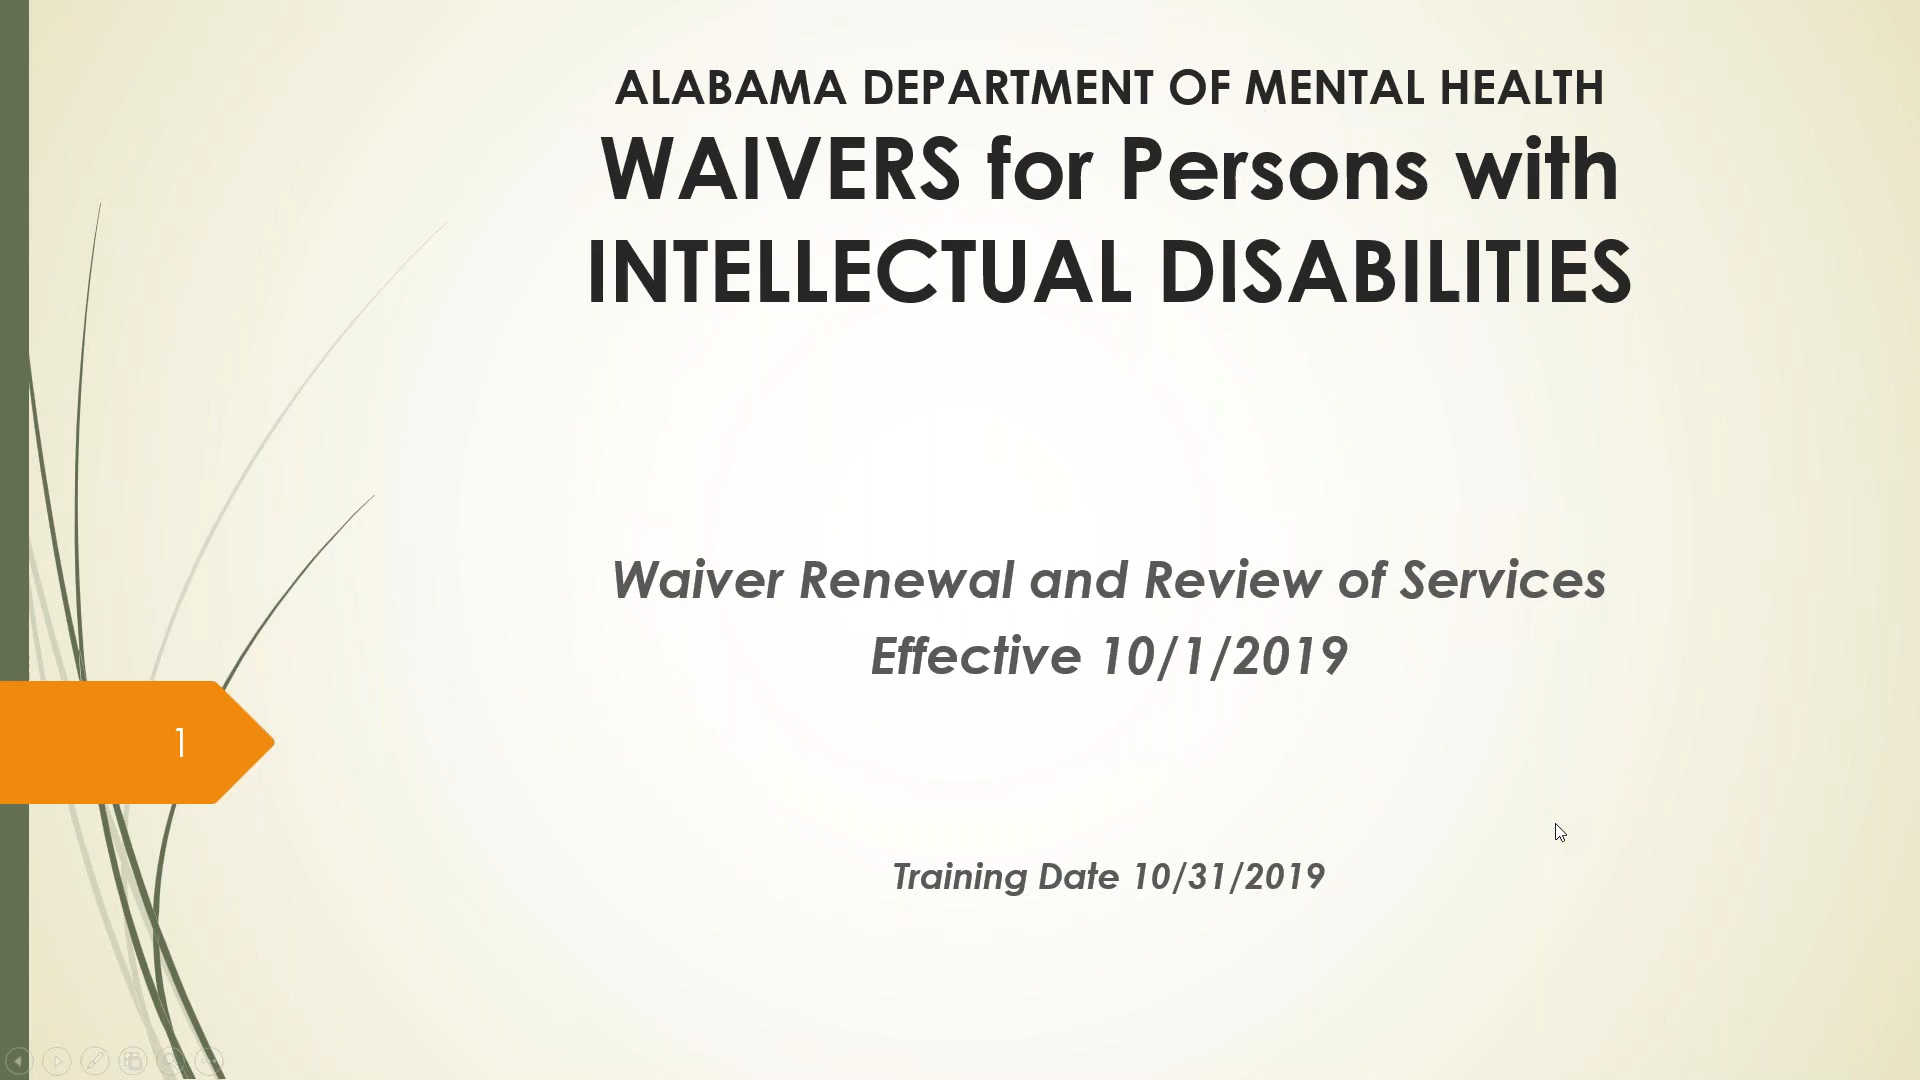 ALABAMA DEPARTMENT OF MENTAL HEALTH
WAIVERS for Persons with
INTELLECTUAL DISABILITIES
Waiver Renewal and Review of Services
Effective 10/1/2019
1
Training Date 10/31/2019